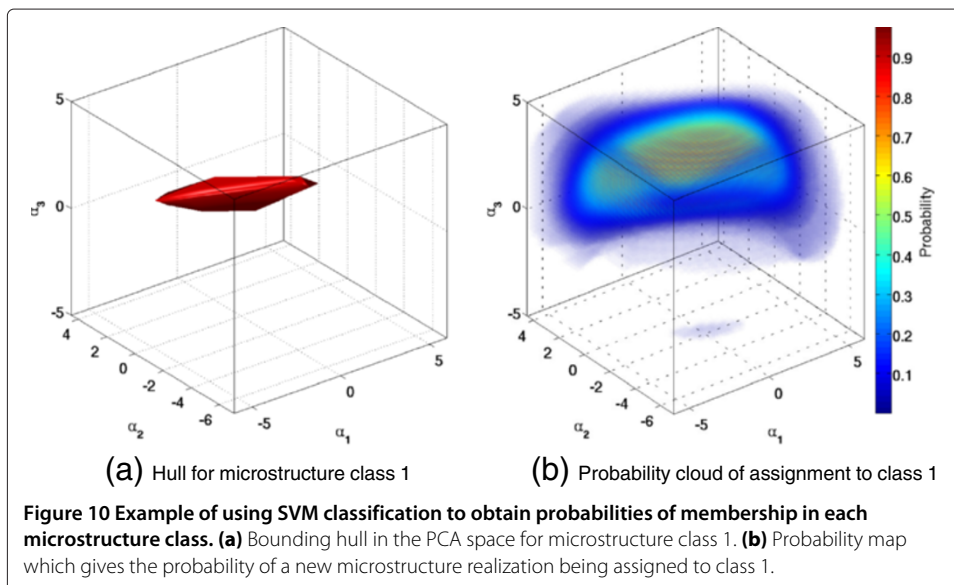 5
0
-5
α3
4
2
0
-2
-4
-6
α2
-5
0
5
α1
(a) Hull for microstructure class 1
5
0
-5
α3
4
2
0
-2
-4
-6
α2
-5
0
5
α1
0.9
0.8
0.7
0.6
0.5
0.4
0.3
0.2
0.1
Probability
(b) Probability cloud of assignment to class 1
Figure 10 Example of using SVM classification to obtain probabilities of membership in each
microstructure class. (a) Bounding hull in the PCA space for microstructure class 1. (b) Probability map
which gives the probability of a new microstructure realization being assigned to class 1.